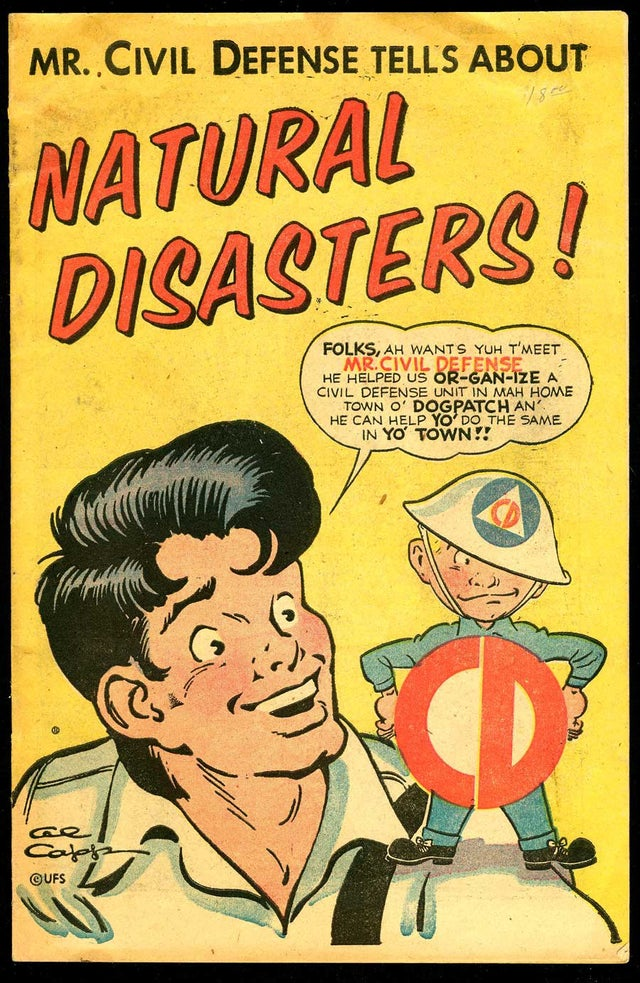 MR. CIVIL DEFENSE TELLS ABOUT
NATURAL
DISASTERS!
FOLKS, AH WANTS YUH T'MEET
MR. CIVIL DEFENSE
HE HELPED US OR-GAN-IZE A
CIVIL DEFENSE UNIT IN MAH HOME
TOWN O' DOGPATCH AN'
HE CAN HELP YO' DO THE SAME
IN YO' TOWN!!
CD
CD
Al
Capp
©UFS